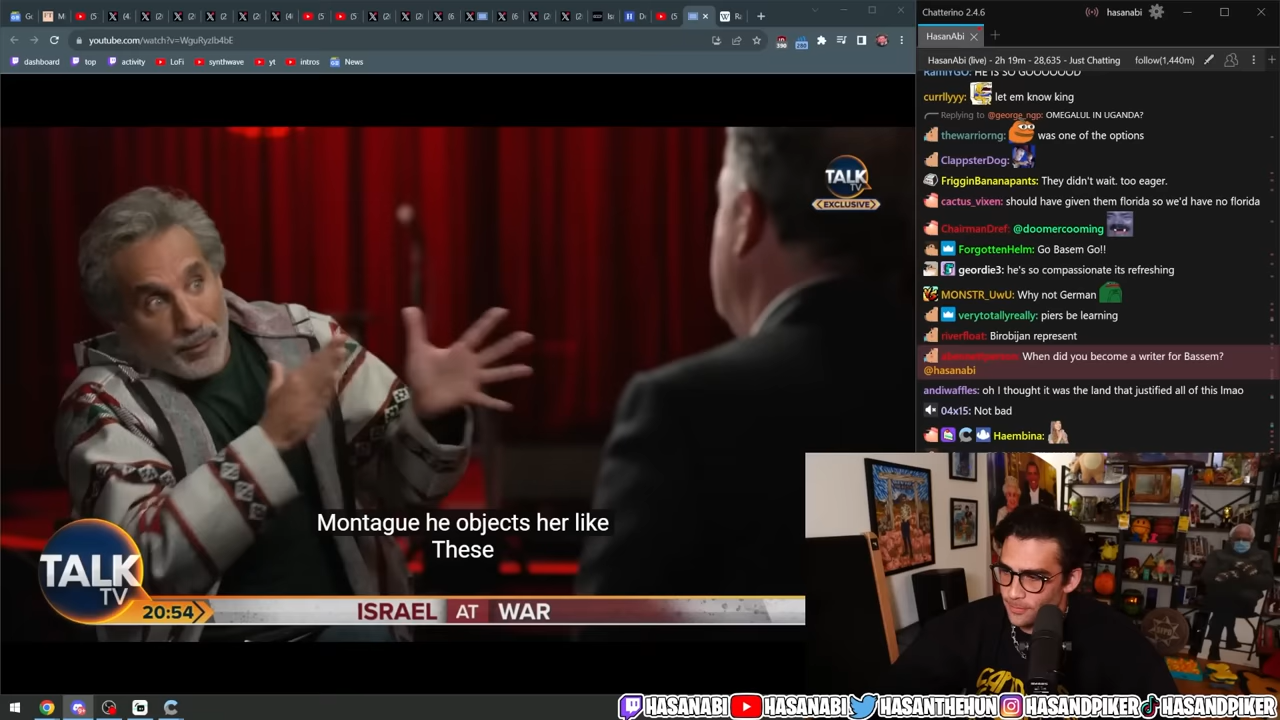 youtube.com/watch?v=WguRyzIb4bE
dashboard
top
activity
LoFi
synthwave
yt
intros
News
390
280
TALK
TV
EXCLUSIVE
Montague he objects her like
These
TALK
TV
20:54
ISRAEL AT WAR
Chatterino 2.4.6
hasanabi
HasanAbi
HasanAbi (live) - 2h 19m - 28,635 - Just Chatting
follow(1,440m)
RamiYGO: HE IS SO GOOOOOOD
currllyyy: let em know king
Replying to @george_ngp: OMEGALUL IN UGANDA?
thewarriorng: was one of the options
ClappsterDog:
FrigginBananapants: They didn't wait. too eager.
cactus_vixen: should have given them florida so we'd have no florida
ChairmanDref: @doomercooming
ForgottenHelm: Go Basem Go!!
geordie3: he's so compassionate its refreshing
MONSTR_UwU: Why not German
verytotallyreally: piers be learning
riverfloat: Birobijan represent
When did you become a writer for Bassem?
@hasanabi
andiwaffles: oh I thought it was the land that justified all of this lmao
04x15: Not bad
Haembina:
HASANABI HASANABI HASANTHEHUN HASANDPIKER HASANDPIKER